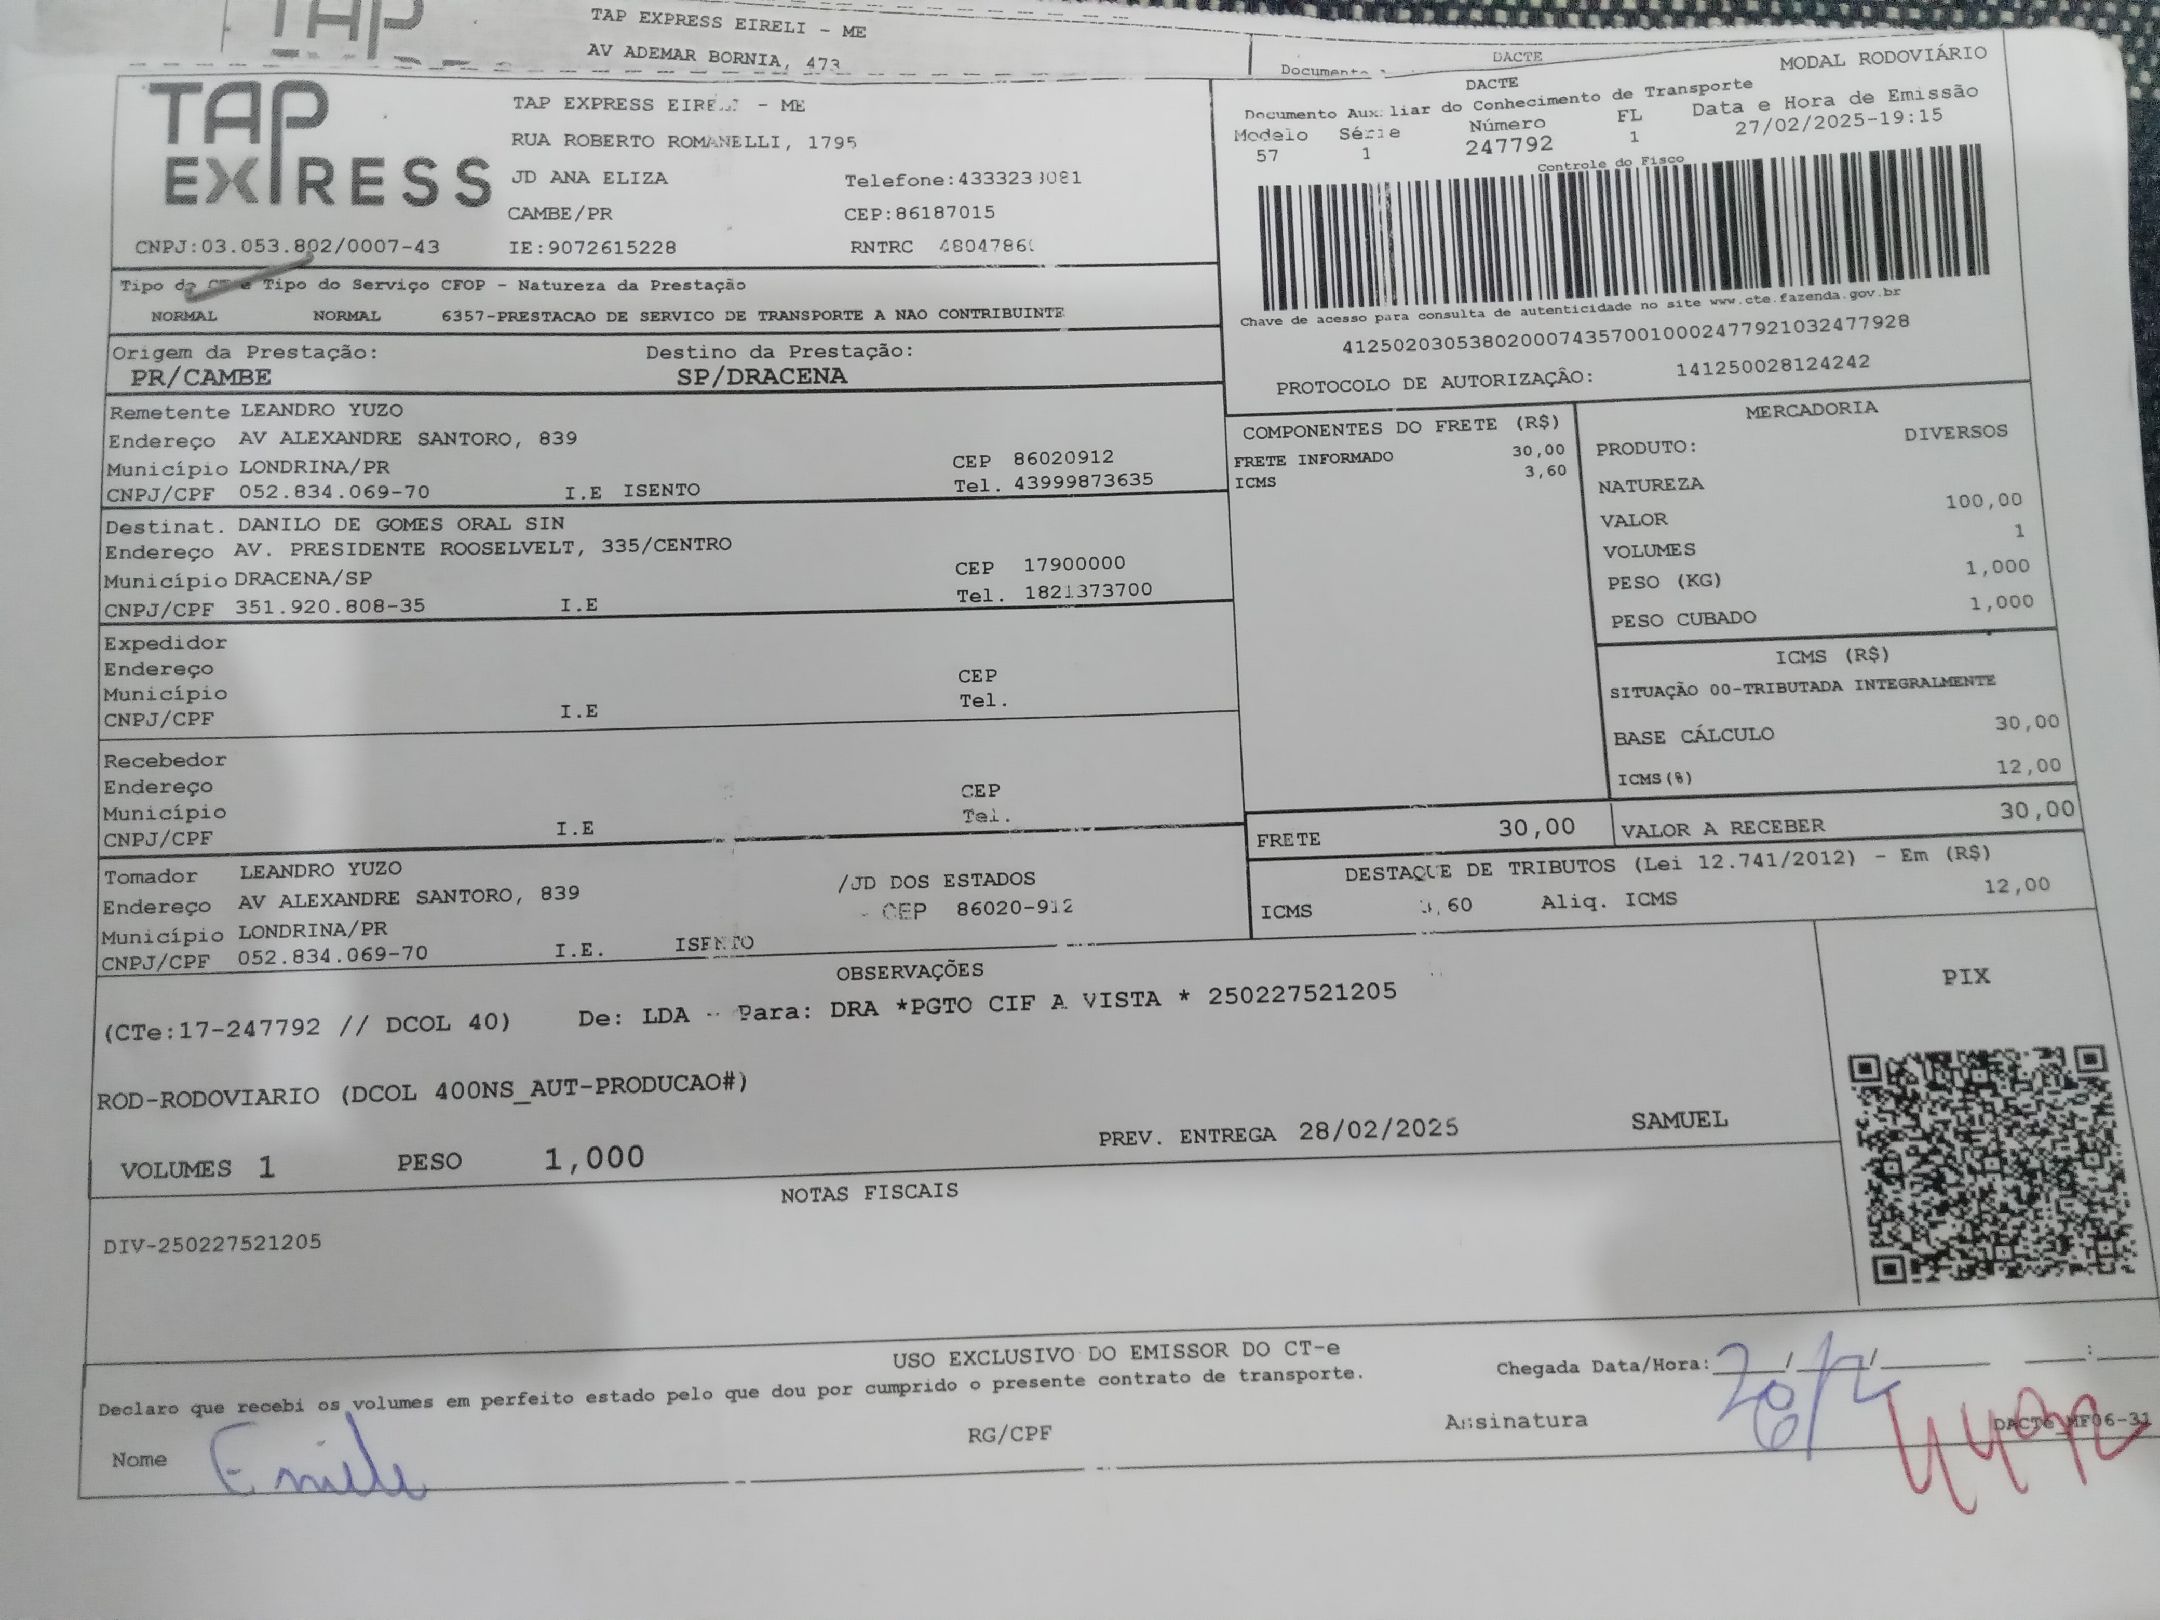 TAP
TAP EXPRESS EIRELI - ME
AV ADEMAR BORNIA, 473
DACTE
TAP EXPRESS
TAP EXPRESS EIRELI - ME
RUA ROBERTO ROMANELLI, 1795
JD ANA ELIZA
CAMBE/PR CEP:86187015
CNPJ:03.053.802/0007-43 IE:9072615228 RNTRC
MODAL RODOVIÁRIO
DACTE
Documento Auxiliar do Conhecimento de Transporte
Modelo Série Número FL Data e Hora de Emissão
57 1 247792 1 27/02/2025-19:15
Controle do Fisco
Chave de acesso para consulta de autenticidade no site www.cte.fazenda.gov.br
41250203053802000743570010002477921032477928
PROTOCOLO DE AUTORIZAÇÂO: 141250028124242
Tipo do CT-e Tipo do Serviço CFOP - Natureza da Prestação
NORMAL NORMAL 6357-PRESTACAO DE SERVICO DE TRANSPORTE A NAO CONTRIBUINTE
Origem da Prestação: Destino da Prestação:
PR/CAMBE SP/DRACENA
Remetente LEANDRO YUZO
Endereço AV ALEXANDRE SANTORO, 839
Município LONDRINA/PR CEP 86020912
CNPJ/CPF 052.834.069-70 I.E ISENTO Tel. 43999873635
Destinat. DANILO DE GOMES ORAL SIN
Endereço AV. PRESIDENTE ROOSELVELT, 335/CENTRO
Município DRACENA/SP CEP 17900000
CNPJ/CPF 351.920.808-35 I.E Tel. 1821373700
Expedidor
Endereço
Município CEP
CNPJ/CPF I.E Tel.
Recebedor
Endereço
Município CEP
CNPJ/CPF I.E Tel.
Tomador LEANDRO YUZO
Endereço AV ALEXANDRE SANTORO, 839 /JD DOS ESTADOS
Município LONDRINA/PR CEP 86020-912
CNPJ/CPF 052.834.069-70 I.E. ISENTO
COMPONENTES DO FRETE (R$)
FRETE INFORMADO 30,00
ICMS 3,60
MERCADORIA
PRODUTO: DIVERSOS
NATUREZA
VALOR 100,00
VOLUMES 1
PESO (KG) 1,000
PESO CUBADO 1,000
ICMS (R$)
SITUAÇÃO 00-TRIBUTADA INTEGRALMENTE
BASE CÁLCULO 30,00
ICMS(%) 12,00
FRETE 30,00 VALOR A RECEBER 30,00
DESTAQUE DE TRIBUTOS (Lei 12.741/2012) - Em (R$)
ICMS 3,60 Aliq. ICMS 12,00
OBSERVAÇÕES
(CTe:17-247792 // DCOL 40) De: LDA - Para: DRA *PGTO CIF A VISTA * 250227521205
ROD-RODOVIARIO (DCOL 400NS_AUT-PRODUCAO#)
PREV. ENTREGA 28/02/2025 SAMUEL
VOLUMES 1 PESO 1,000
PIX
NOTAS FISCAIS
DIV-250227521205
USO EXCLUSIVO DO EMISSOR DO CT-e
Declaro que recebi os volumes em perfeito estado pelo que dou por cumprido o presente contrato de transporte.
Chegada Data/Hora:
Nome RG/CPF Assinatura